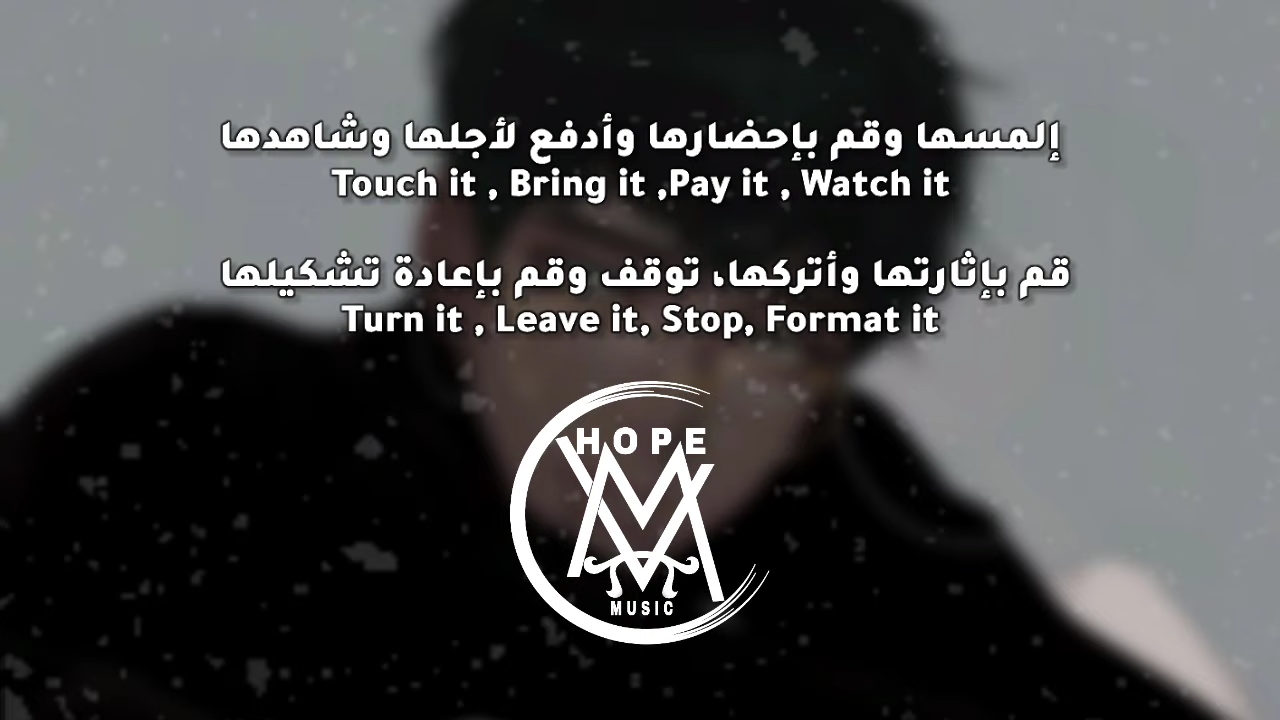 إلمسها وقم بإحضارها وأدفع لأجلها وشاهدها
Touch it , Bring it ,Pay it , Watch it
قم بإثارتها وأتركها، توقف وقم بإعادة تشكيلها
Turn it , Leave it, Stop, Format it
HOPE
MUSIC